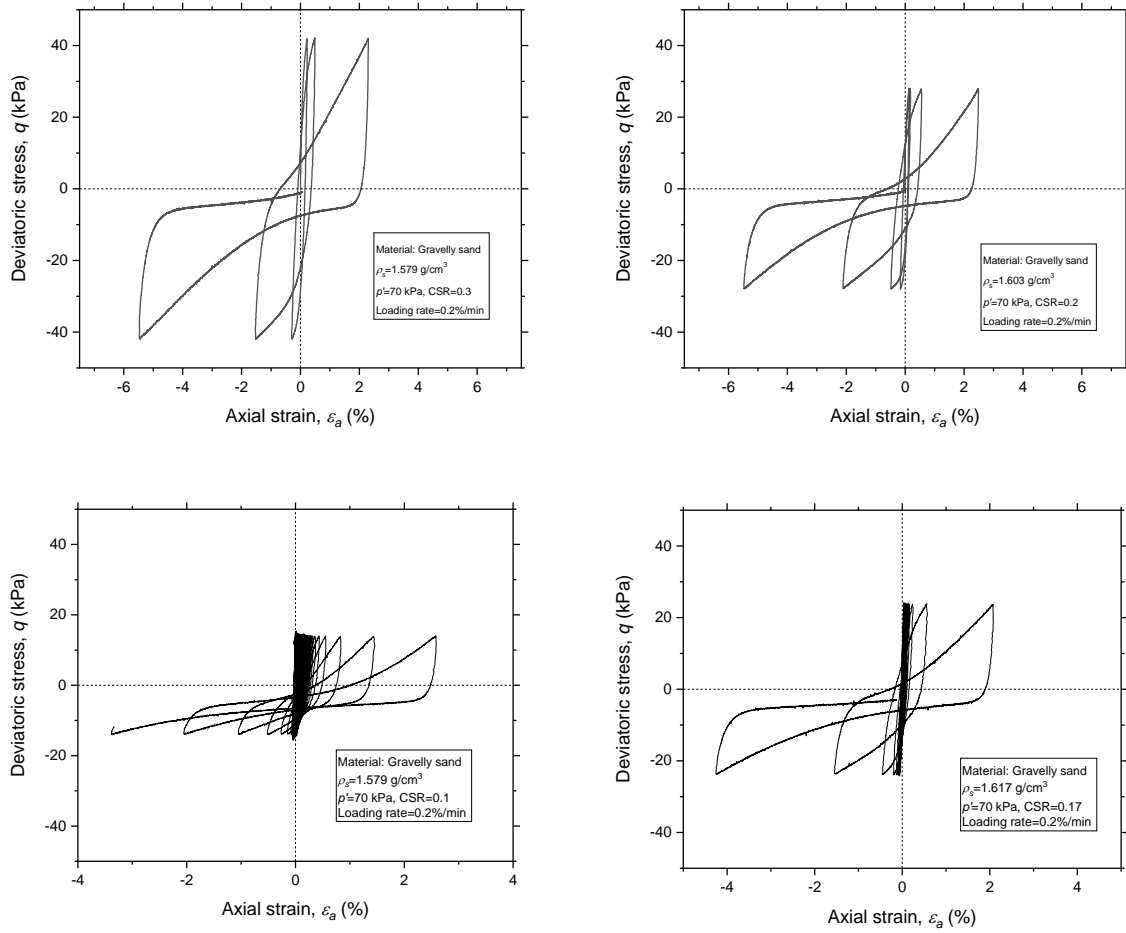 40
20
0
-20
-40
-6
-4
-2
0
2
4
6
Deviatoric stress, q (kPa)
Axial strain, εa (%)
Material: Gravelly sand
ρs=1.579 g/cm³
p'=70 kPa, CSR=0.3
Loading rate=0.2%/min
40
20
0
-20
-40
-6
-4
-2
0
2
4
6
Deviatoric stress, q (kPa)
Axial strain, εa (%)
Material: Gravelly sand
ρs=1.603 g/cm³
p'=70 kPa, CSR=0.2
Loading rate=0.2%/min
40
20
0
-20
-40
-4
-2
0
2
4
Deviatoric stress, q (kPa)
Axial strain, εa (%)
Material: Gravelly sand
ρs=1.579 g/cm³
p'=70 kPa, CSR=0.1
Loading rate=0.2%/min
40
20
0
-20
-40
-4
-2
0
2
4
Deviatoric stress, q (kPa)
Axial strain, εa (%)
Material: Gravelly sand
ρs=1.617 g/cm³
p'=70 kPa, CSR=0.17
Loading rate=0.2%/min